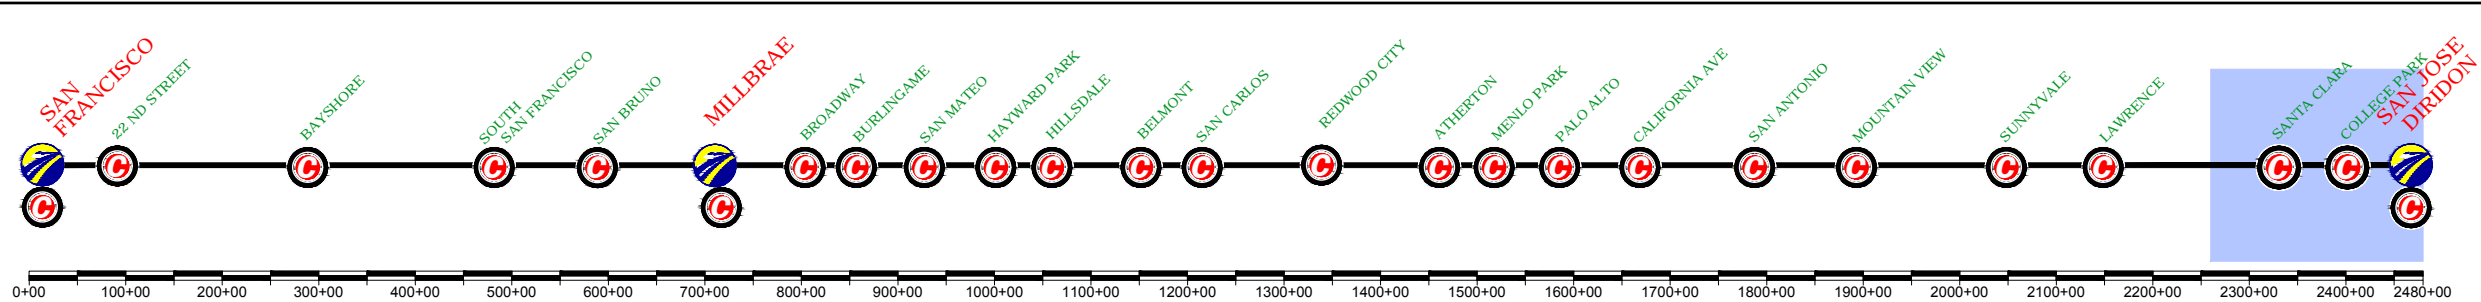 SAN
FRANCISCO
22 ND STREET
BAYSHORE
SOUTH
SAN FRANCISCO
SAN BRUNO
MILLBRAE
BROADWAY
BURLINGAME
SAN MATEO
HAYWARD PARK
HILLSDALE
BELMONT
SAN CARLOS
REDWOOD CITY
ATHERTON
MENLO PARK
PALO ALTO
CALIFORNIA AVE
SAN ANTONIO
MOUNTAIN VIEW
SUNNYVALE
LAWRENCE
SANTA CLARA
COLLEGE PARK
SAN JOSE
DIRIDON
0+00 100+00 200+00 300+00 400+00 500+00 600+00 700+00 800+00 900+00 1000+00 1100+00 1200+00 1300+00 1400+00 1500+00 1600+00 1700+00 1800+00 1900+00 2000+00 2100+00 2200+00 2300+00 2400+00 2480+00